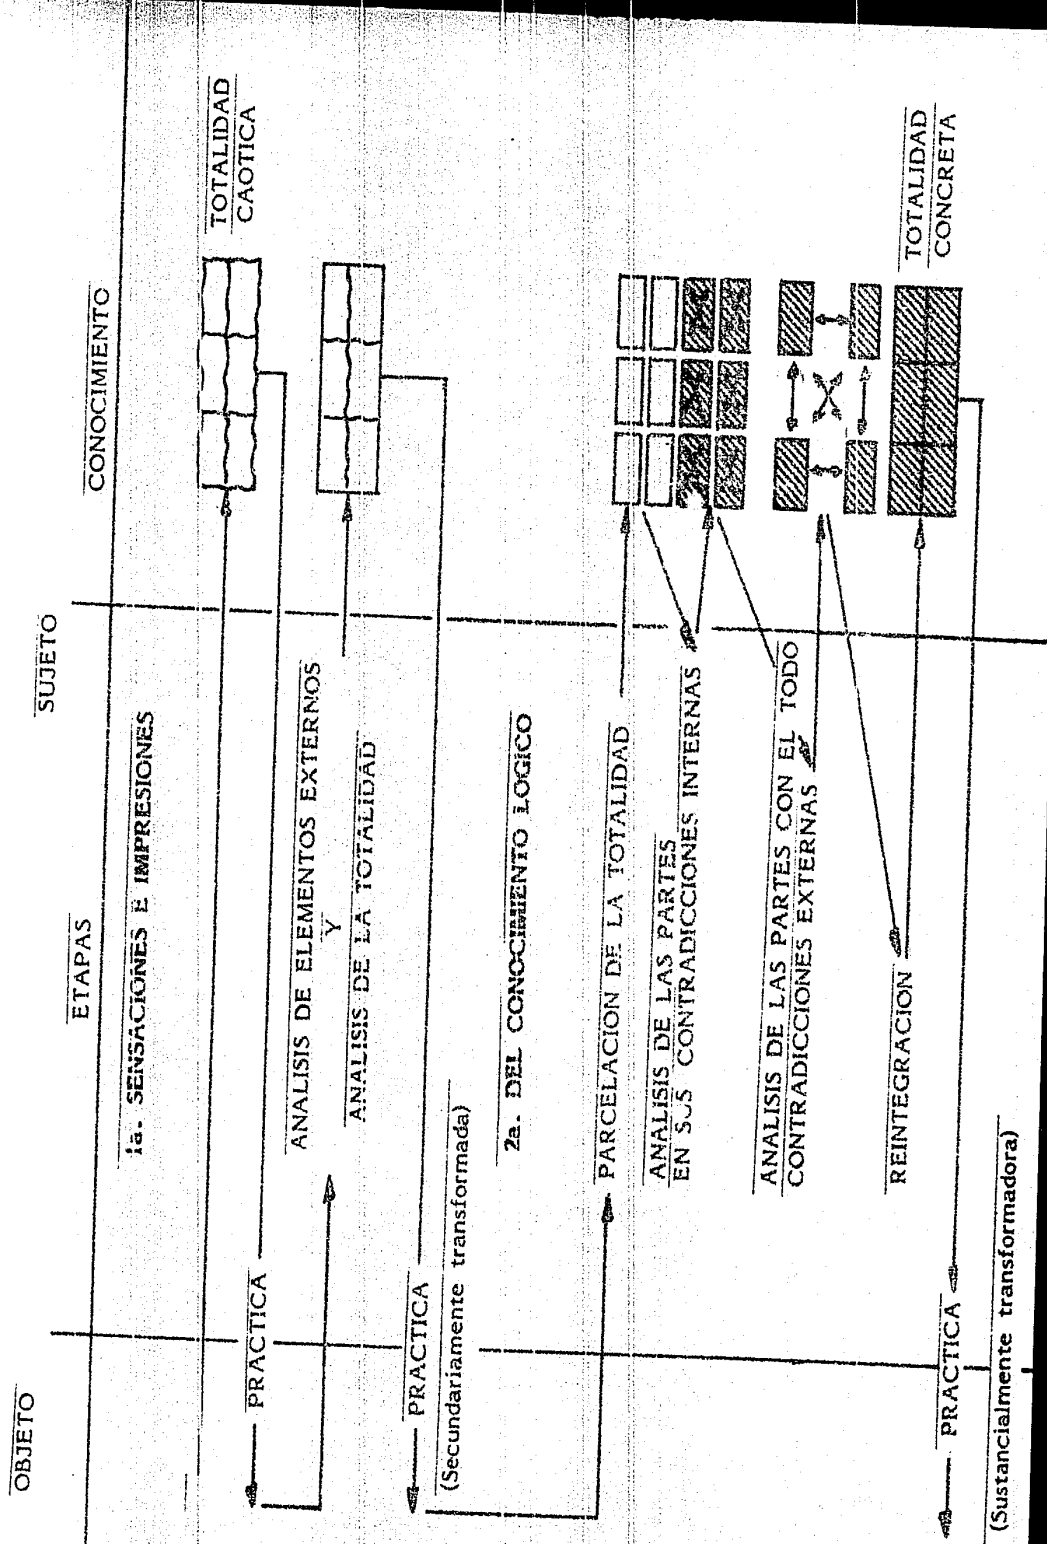 OBJETO
SUJETO
ETAPAS
CONOCIMIENTO
1a. SENSACIONES E IMPRESIONES
TOTALIDAD
CAOTICA
PRACTICA
ANALISIS DE ELEMENTOS EXTERNOS
Y
ANALISIS DE LA TOTALIDAD
PRACTICA
(Secundariamente transformada)
2a. DEL CONOCIMIENTO LOGICO
PARCELACION DE LA TOTALIDAD
ANALISIS DE LAS PARTES
EN SUS CONTRADICCIONES INTERNAS
ANALISIS DE LAS PARTES CON EL TODO
CONTRADICCIONES EXTERNAS
REINTEGRACION
TOTALIDAD
CONCRETA
PRACTICA
(Sustancialmente transformadora)